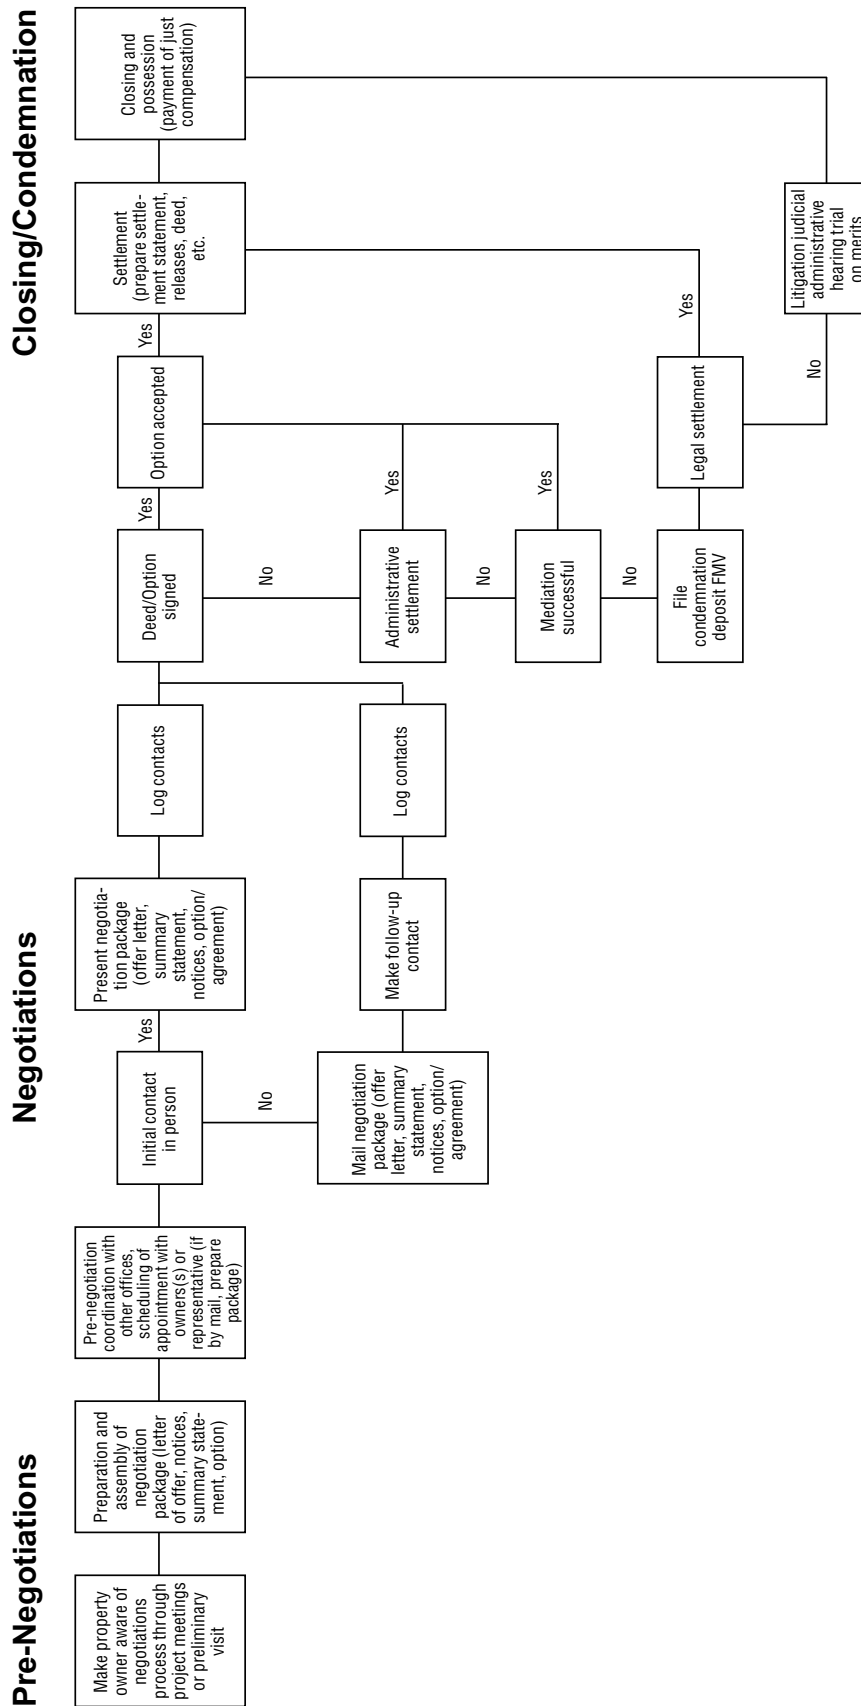 Pre-Negotiations
Negotiations
Closing/Condemnation
Make property
owner aware of
negotiations
process through
project meetings
or preliminary
visit
Preparation and
assembly of
negotiation
package (letter
of offer, notices,
summary state-
ment, option)
Pre-negotiation
coordination with
other offices,
scheduling of
appointment with
owners(s) or
representative (if
by mail, prepare
package)
Initial contact
in person
Yes
Present negotia-
tion package
(offer letter,
summary
statement,
notices, option/
agreement)
Log contacts
Deed/Option
signed
Yes
Option accepted
Yes
Settlement
(prepare settle-
ment statement,
releases, deed,
etc.
Closing and
possession
(payment of just
compensation)
No
Mail negotiation
package (offer
letter, summary
statement,
notices, option/
agreement)
Make follow-up
contact
Log contacts
No
Administrative
settlement
Yes
No
Mediation
successful
Yes
No
File
condemnation
deposit FMV
Legal settlement
Yes
No
Litigation judicial
administrative
hearing trial
on merits